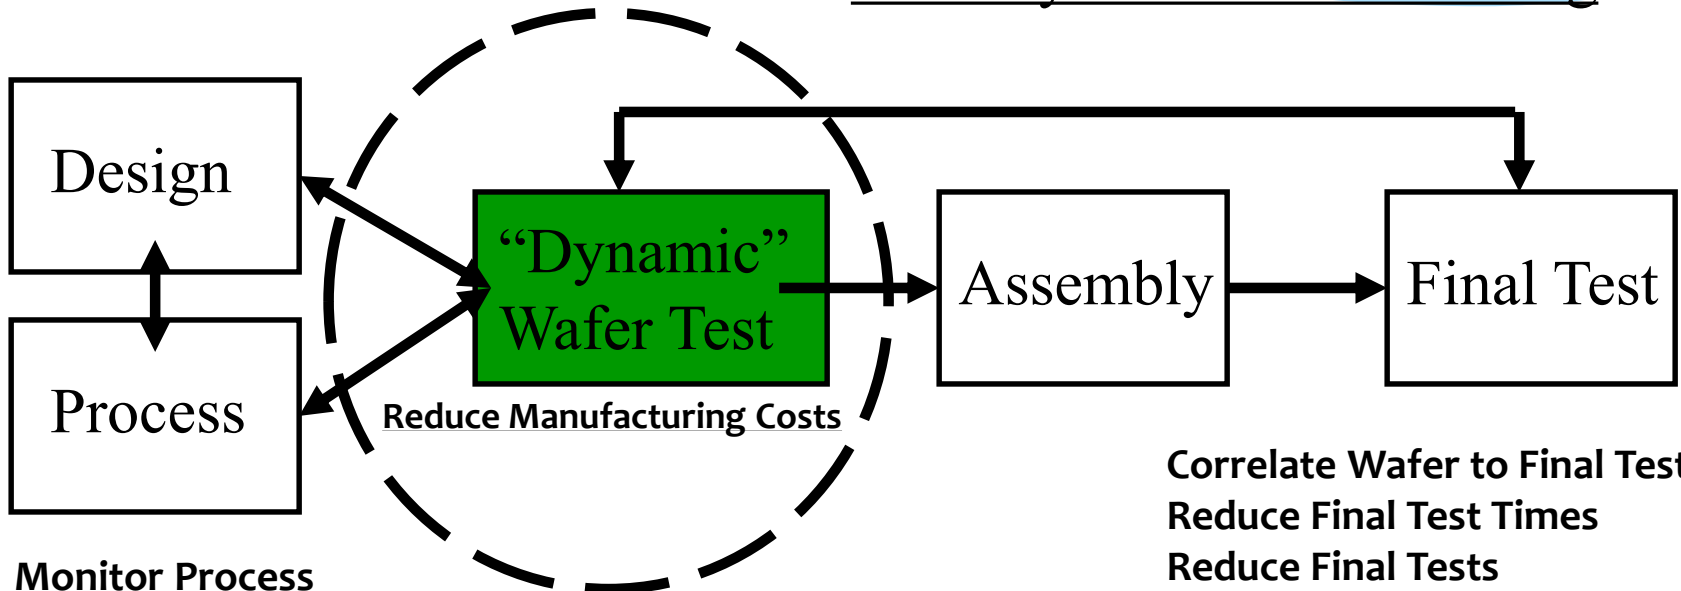 Design
“Dynamic”
Wafer Test
Assembly
Final Test
Process
Reduce Manufacturing Costs
Correlate Wafer to Final Test
Reduce Final Test Times
Reduce Final Tests
Monitor Process